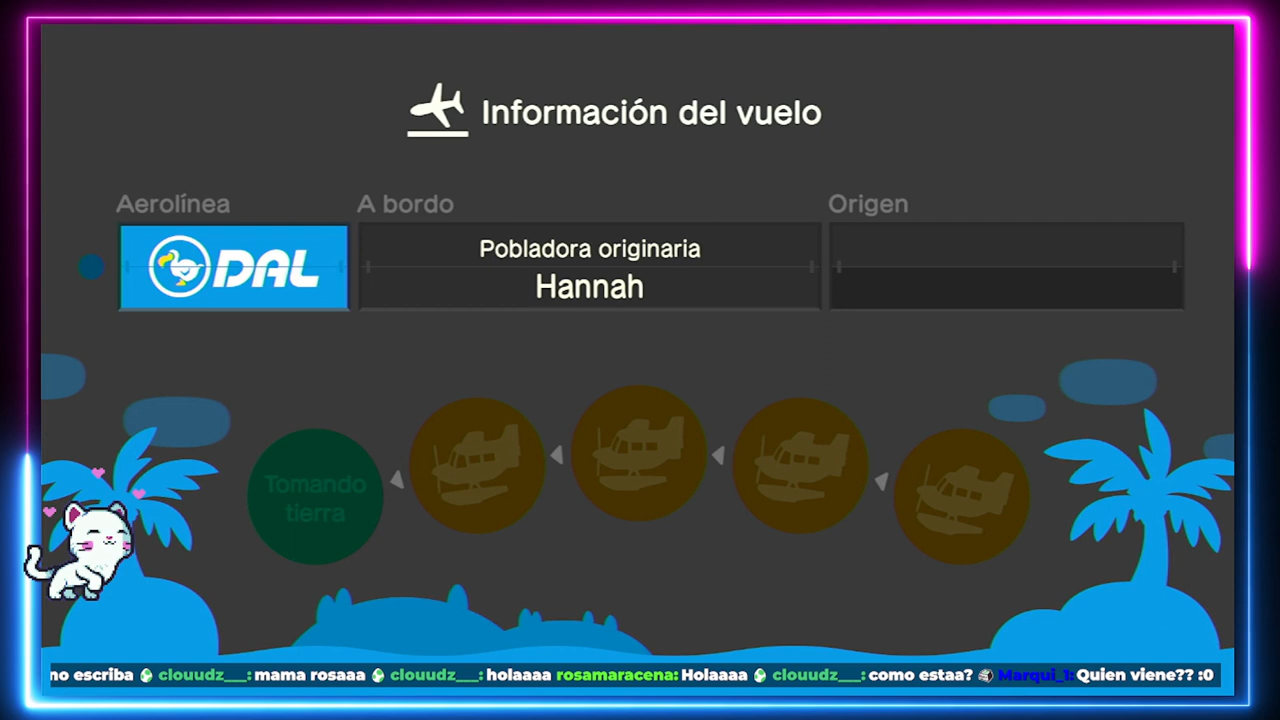 Información del vuelo
Aerolínea
A bordo
Origen
DAL
Pobladora originaria
Hannah
Tomando
tierra
no escriba clouudz___: mama rosaaa clouudz___: holaaaa rosamaracena: Holaaaa clouudz___: como estaa? Marqui_1: Quien viene?? :0